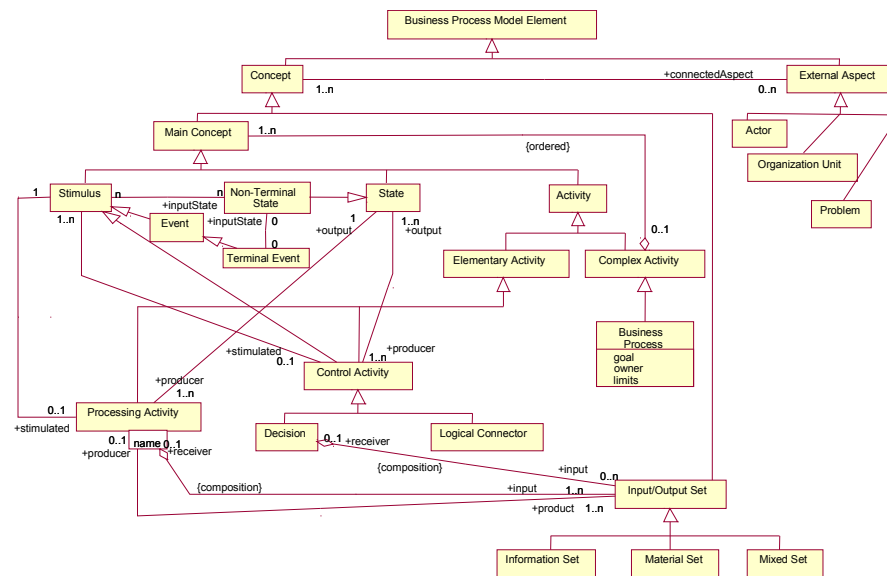 Business Process Model Element
Concept
+connectedAspect
External Aspect
1..n
0..n
Main Concept
1..n
{ordered}
Actor
Organization Unit
Problem
1
Stimulus
n
n
Non-Terminal
State
State
Activity
+inputState
1..n
Event
+inputState
0
1
1..n
+output
+output
0..1
0
Terminal Event
Elementary Activity
Complex Activity
Business
Process
goal
owner
limits
+stimulated
0..1
1..n
+producer
Control Activity
+producer
1..n
0..1
+stimulated
Processing Activity
Decision
Logical Connector
0..1
name
0..1
+producer
+receiver
0..1
+receiver
{composition}
+input
0..n
{composition}
+input
1..n
Input/Output Set
+product
1..n
Information Set
Material Set
Mixed Set